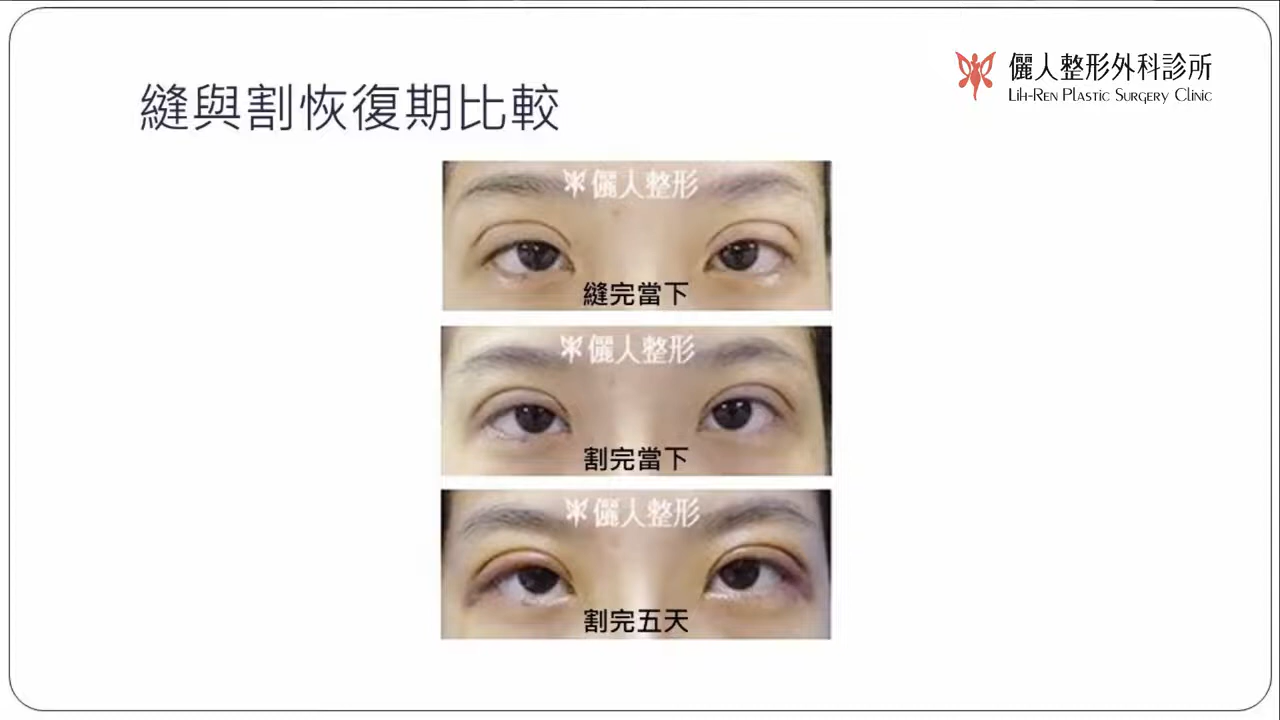 儷人整形外科診所
LIH-REN PLASTIC SURGERY CLINIC
縫與割恢復期比較
儷人整形
縫完當下
儷人整形
割完當下
儷人整形
割完五天